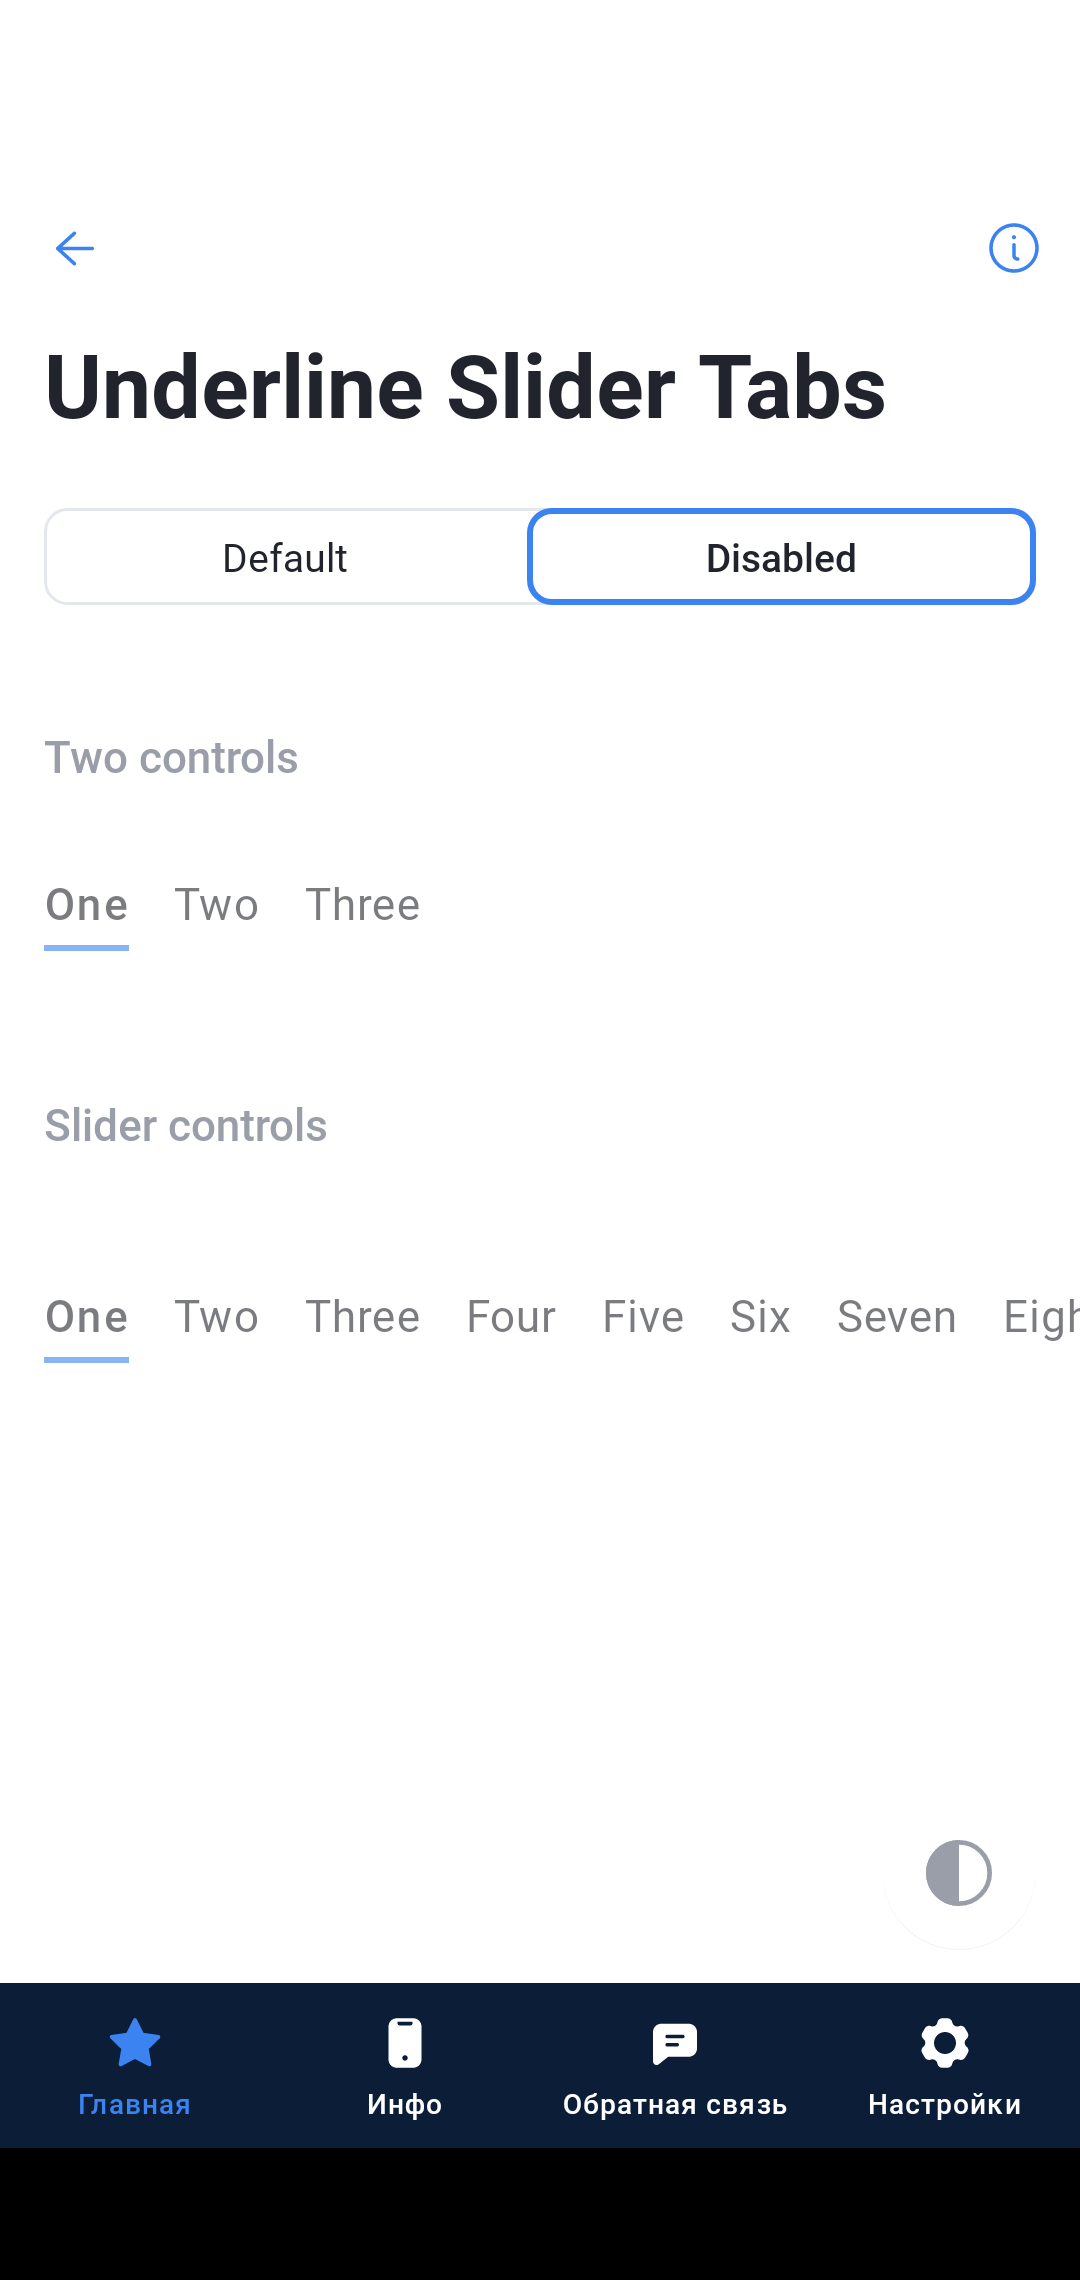 Underline Slider Tabs
Default Disabled
Two controls
One Two Three
Slider controls
One Two Three Four Five Six Seven Eigh
Главная Инфо Обратная связь Настройки